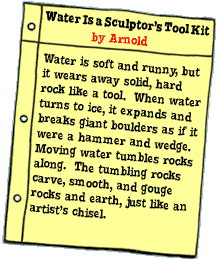 Water Is a Sculptor's Tool Kit
by Arnold
Water is soft and runny, but
it wears away solid, hard
rock like a tool. When water
turns to ice, it expands and
breaks giant boulders as if it
were a hammer and wedge.
Moving water tumbles rocks
along. The tumbling rocks
carve, smooth, and gouge
rocks and earth, just like an
artist's chisel.